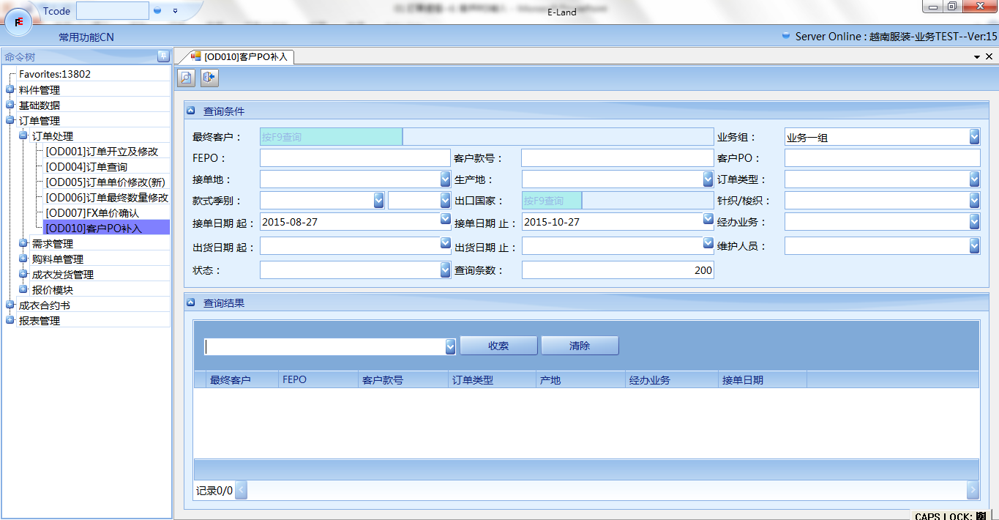 Tcode
E-Land
常用功能CN
Server Online : 越南服装-业务TEST--Ver:15
命令树
Favorites:13802
料件管理
基础数据
订单管理
订单处理
[OD001]订单开立及修改
[OD004]订单查询
[OD005]订单单价修改(新)
[OD006]订单最终数量修改
[OD007]FX单价确认
[OD010]客户PO补入
需求管理
购料单管理
成衣发货管理
报价模块
成衣合约书
报表管理
[OD010]客户PO补入
查询条件
最终客户： 按F9查询 业务组： 业务一组
FEPO： 客户款号： 客户PO：
接单地： 生产地： 订单类型：
款式季别： 出口国家： 按F9查询 针织/梭织：
接单日期 起： 2015-08-27 接单日期 止： 2015-10-27 经办业务：
出货日期 起： 出货日期 止： 维护人员：
状态： 查询条数： 200
查询结果
收索 清除
最终客户 FEPO 客户款号 订单类型 产地 经办业务 接单日期
记录0/0
CAPS LOCK: